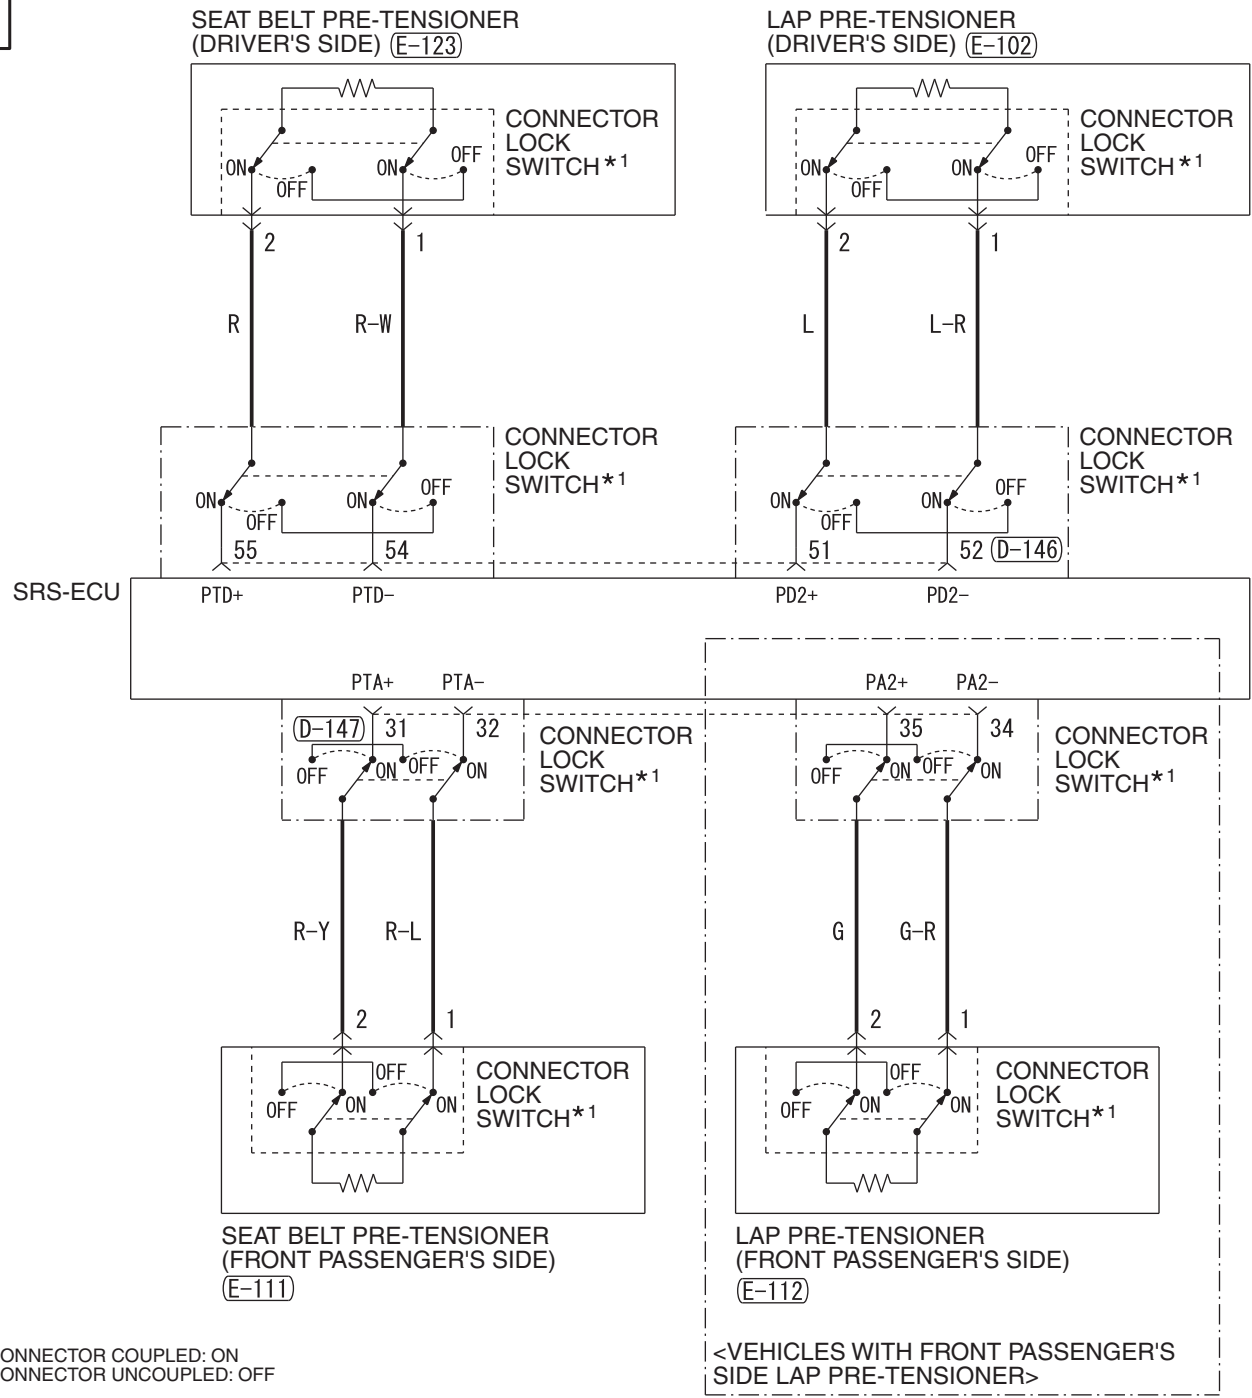 SEAT BELT PRE-TENSIONER
(DRIVER'S SIDE) E-123
LAP PRE-TENSIONER
(DRIVER'S SIDE) E-102
CONNECTOR
LOCK
SWITCH*1
ON
OFF
ON
OFF
CONNECTOR
LOCK
SWITCH*1
ON
OFF
ON
OFF
2
1
2
1
R
R-W
L
L-R
CONNECTOR
LOCK
SWITCH*1
ON
OFF
ON
OFF
CONNECTOR
LOCK
SWITCH*1
ON
OFF
ON
OFF
55
54
51
52 D-146
SRS-ECU
PTD+
PTD-
PD2+
PD2-
PTA+
PTA-
PA2+
PA2-
D-147
31
32
35
34
CONNECTOR
LOCK
SWITCH*1
OFF
ON
OFF
ON
CONNECTOR
LOCK
SWITCH*1
OFF
ON
OFF
ON
R-Y
R-L
G
G-R
2
1
2
1
CONNECTOR
LOCK
SWITCH*1
OFF
ON
OFF
ON
CONNECTOR
LOCK
SWITCH*1
OFF
ON
OFF
ON
SEAT BELT PRE-TENSIONER
(FRONT PASSENGER'S SIDE)
E-111
LAP PRE-TENSIONER
(FRONT PASSENGER'S SIDE)
E-112
ONNECTOR COUPLED: ON
ONNECTOR UNCOUPLED: OFF
<VEHICLES WITH FRONT PASSENGER'S
SIDE LAP PRE-TENSIONER>